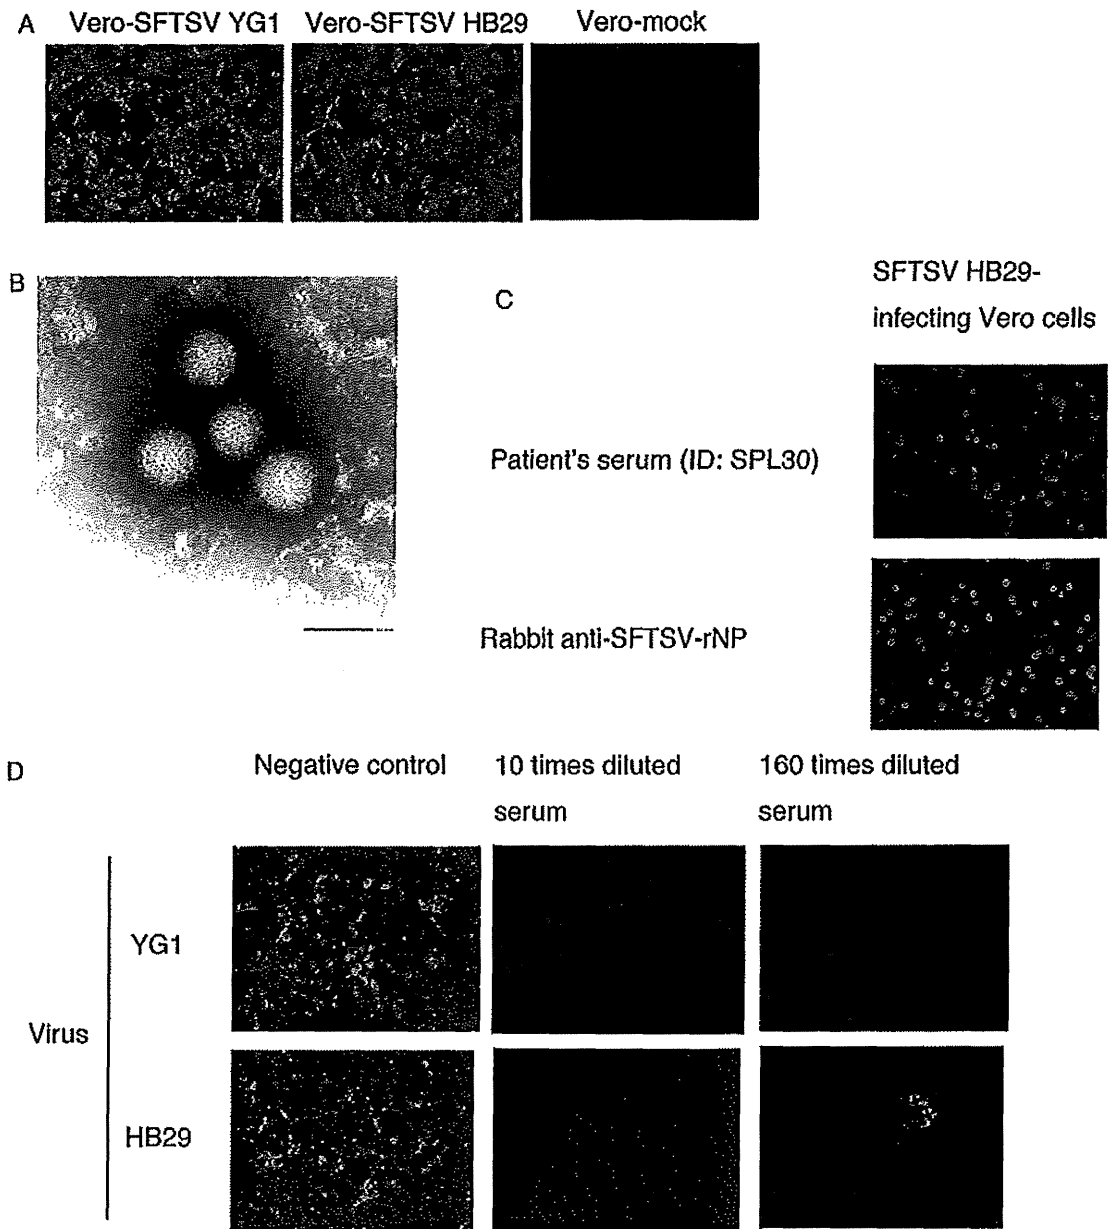 A
Vero-SFTSV YG1
Vero-SFTSV HB29
Vero-mock
B
C
SFTSV HB29-
infecting Vero cells
Patient's serum (ID: SPL30)
Rabbit anti-SFTSV-rNP
D
Negative control
10 times diluted
serum
160 times diluted
serum
Virus
YG1
HB29